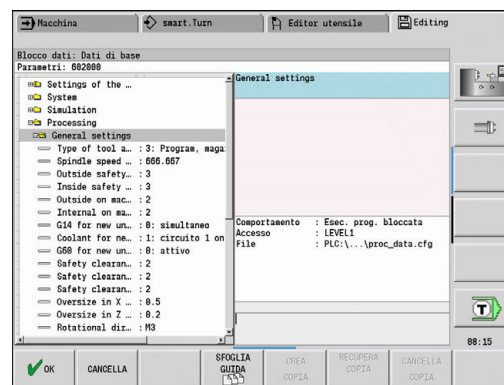 Macchina
smart.Turn
Editor utensile
Editing
Blocco dati: Dati di base
Parametri: 602000
Settings of the …
System
Simulation
Processing
General settings
Type of tool a… : 3: Program, maga
Spindle speed … : 666.667
Outside safety… : 3
Inside safety … : 3
Outside on mac… : 2
Internal on ma… : 2
G14 for new un… : 0: simultaneo
Coolant for ne… : 1: circuito 1 on
G60 for new un… : 0: attivo
Safety clearan… : 2
Safety clearan… : 2
Safety clearan… : 2
Oversize in X … : 0.5
Oversize in Z … : 0.2
Rotational dir… : M3
General settings
Comportamento : Esec. prog. bloccata
Accesso : LEVEL1
File : PLC:\...\proc_data.cfg
T
08:15
OK
CANCELLA
SFOGLIA GUIDA
CREA COPIA
RECUPERA COPIA
CANCELLA COPIA